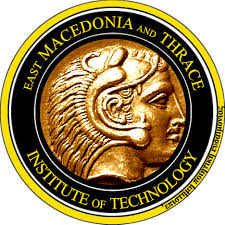 EAST MACEDONIA AND THRACE
INSTITUTE OF TECHNOLOGY